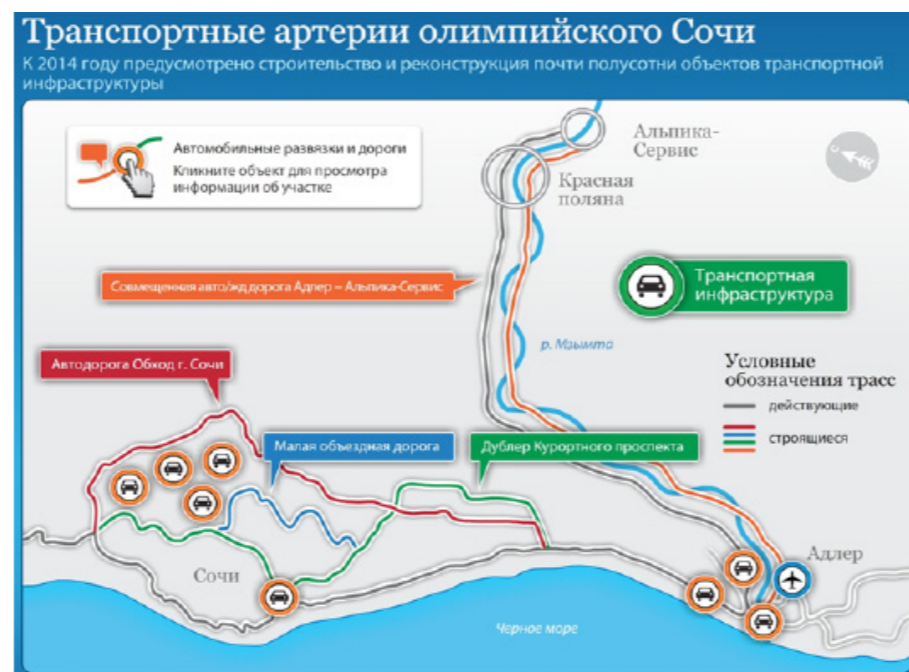 Транспортные артерии олимпийского Сочи
К 2014 году предусмотрено строительство и реконструкция почти полусотни объектов транспортной
инфраструктуры
Автомобильные развязки и дороги
Кликните объект для просмотра
информации об участке
Альпика-
Сервис
Красная
поляна
Совмещенная авто/жд дорога Адлер – Альпика-Сервис
Транспортная
инфраструктура
р. Мзымта
Автодорога Обход г. Сочи
Условные
обозначения трасс
действующие
строящиеся
Малая объездная дорога
Дублер Курортного проспекта
Адлер
Сочи
Черное море